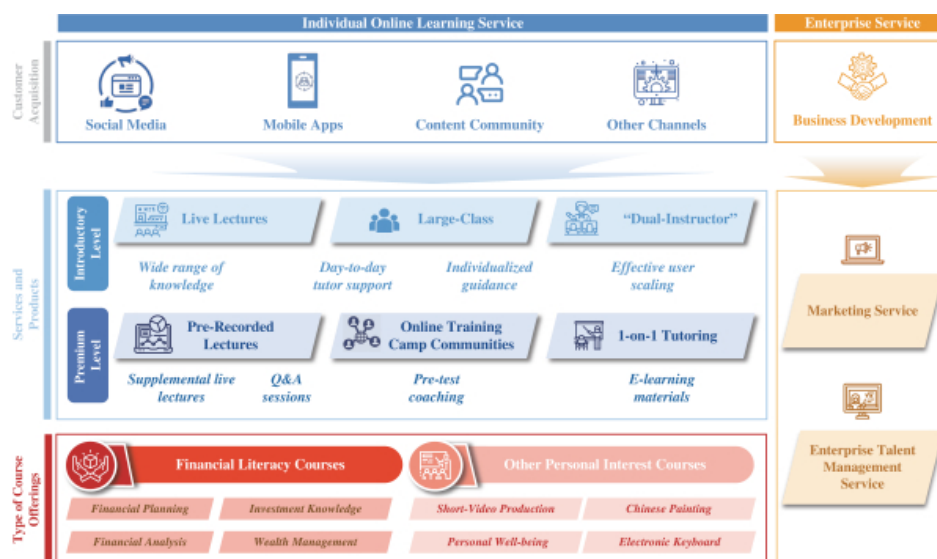 Individual Online Learning Service
Enterprise Service
Customer
Acquisition
Social Media
Mobile Apps
Content Community
Other Channels
Business Development
Services and
Products
Introductory
Level
Live Lectures
Large-Class
“Dual-Instructor”
Wide range of
knowledge
Day-to-day
tutor support
Individualized
guidance
Effective user
scaling
Premium
Level
Pre-Recorded
Lectures
Online Training
Camp Communities
1-on-1 Tutoring
Supplemental live
lectures
Q&A
sessions
Pre-test
coaching
E-learning
materials
Marketing Service
Enterprise Talent
Management
Service
Type of Course
Offerings
Financial Literacy Courses
Other Personal Interest Courses
Financial Planning
Investment Knowledge
Short-Video Production
Chinese Painting
Financial Analysis
Wealth Management
Personal Well-being
Electronic Keyboard